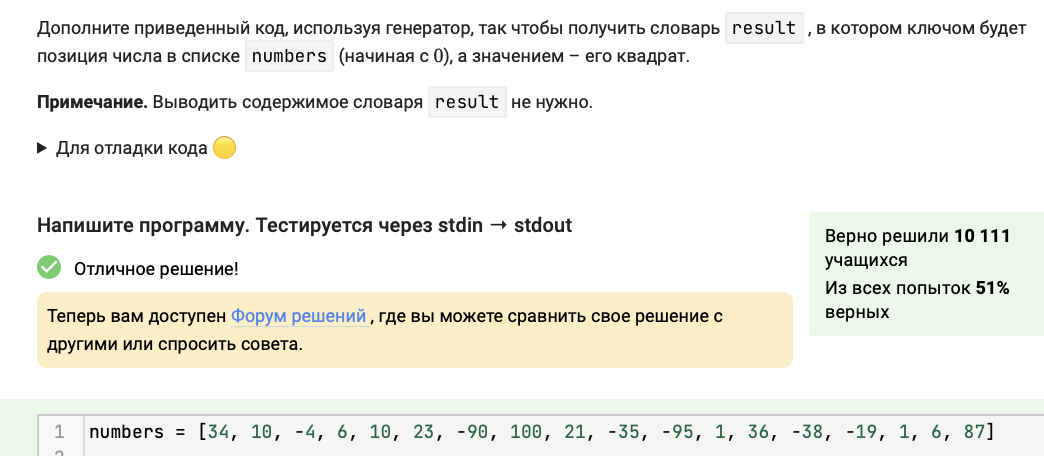 Дополните приведенный код, используя генератор, так чтобы получить словарь result , в котором ключом будет
позиция числа в списке numbers (начиная с 0), а значением – его квадрат.
Примечание. Выводить содержимое словаря result не нужно.
Для отладки кода
Напишите программу. Тестируется через stdin → stdout
Отличное решение!
Теперь вам доступен Форум решений , где вы можете сравнить свое решение с
другими или спросить совета.
Верно решили 10 111
учащихся
Из всех попыток 51%
верных
1 numbers = [34, 10, -4, 6, 10, 23, -90, 100, 21, -35, -95, 1, 36, -38, -19, 1, 6, 87]